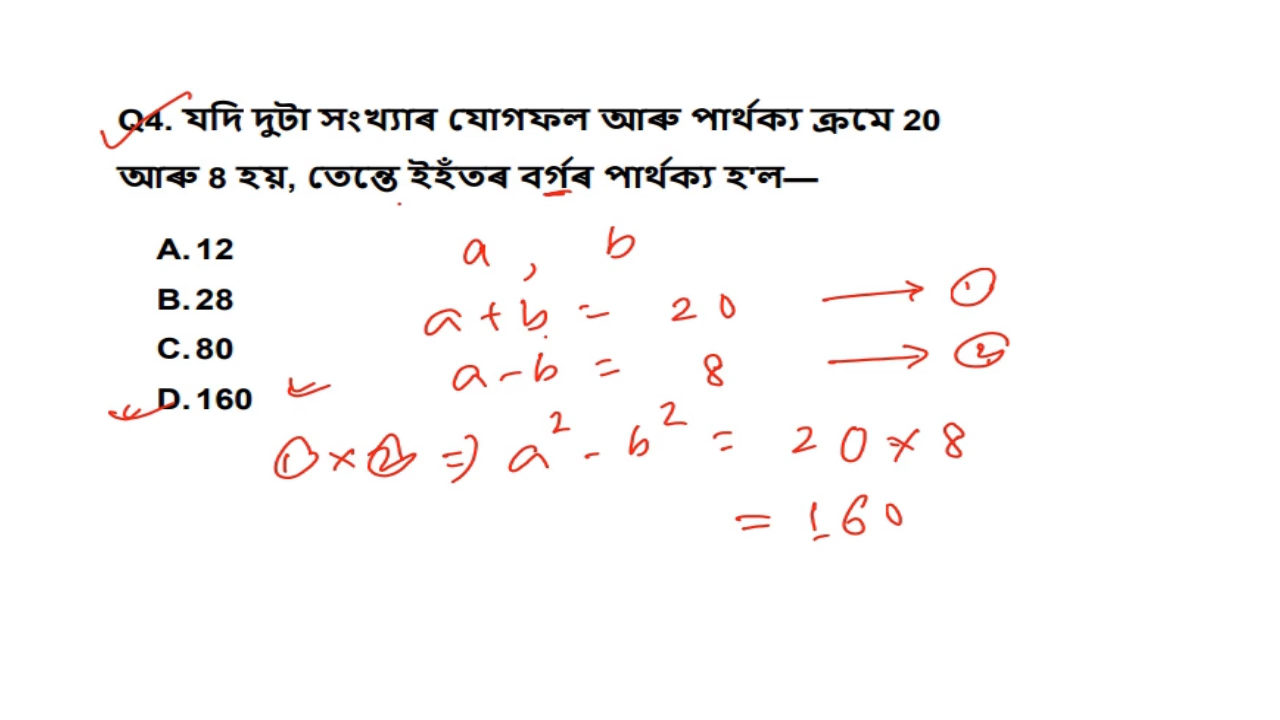 Q4. যদি দুটা সংখ্যাৰ যোগফল আৰু পাৰ্থক্য ক্ৰমে 20
আৰু 8 হয়, তেন্তে ইহঁতৰ বৰ্গৰ পাৰ্থক্য হ'ল—
A. 12
B. 28
C. 80
D. 160
a , b
a + b = 20 → ①
a - b = 8 → ②
① × ② ⇒ a² - b² = 20 × 8
= 160